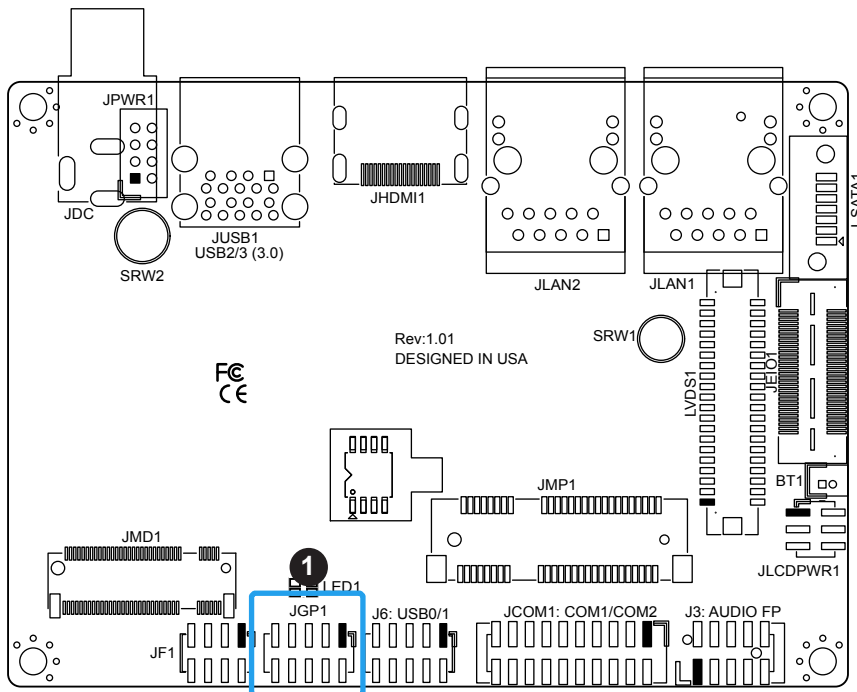 JPWR1
JDC
SRW2
JUSB1
USB2/3 (3.0)
JHDMI1
JLAN2
JLAN1
I-SATA1
SRW1
Rev:1.01
DESIGNED IN USA
FC
CE
LVDS1
JEIO1
BT1
JMP1
JLCDPWR1
JMD1
1
LED1
JGP1
J6: USB0/1
JCOM1: COM1/COM2
J3: AUDIO FP
JF1